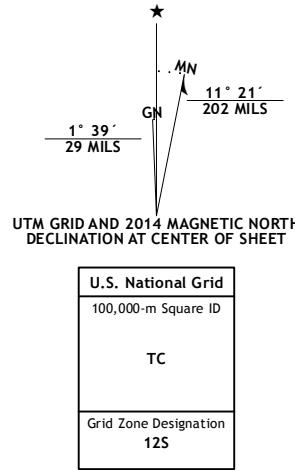 MN
GN
11° 21´
202 MILS
1° 39´
29 MILS
UTM GRID AND 2014 MAGNETIC NORTH
DECLINATION AT CENTER OF SHEET
U.S. National Grid
100,000-m Square ID
TC
Grid Zone Designation
12S